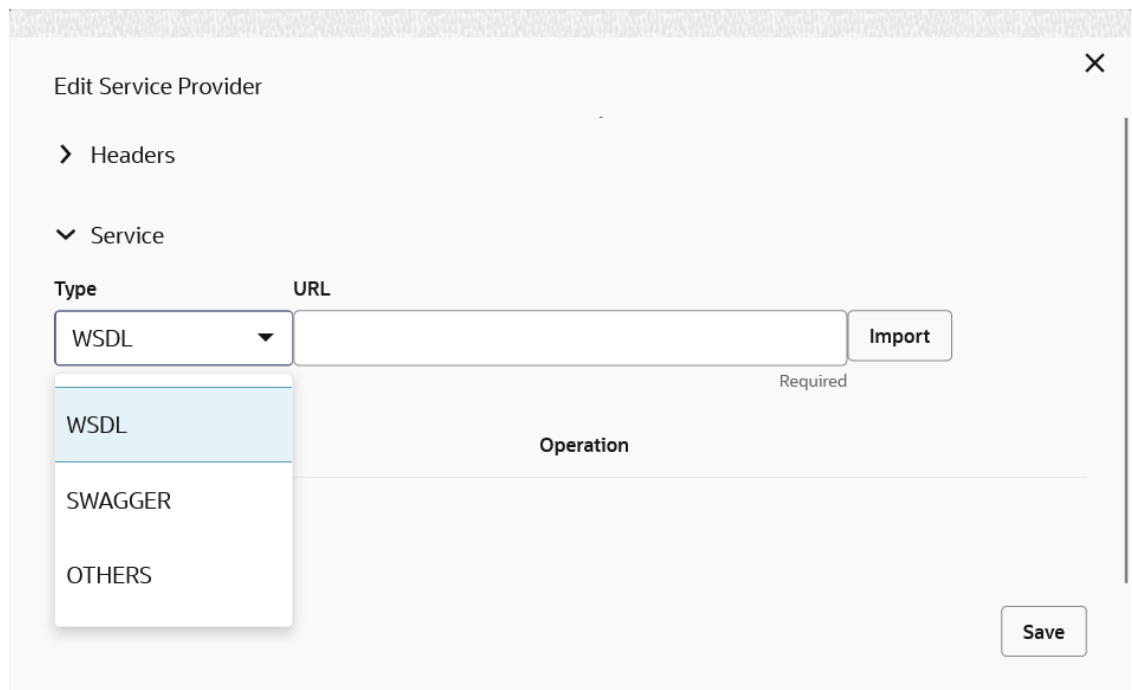 Edit Service Provider
Headers
Service
Type URL
WSDL Import
Required
WSDL
Operation
SWAGGER
OTHERS
Save